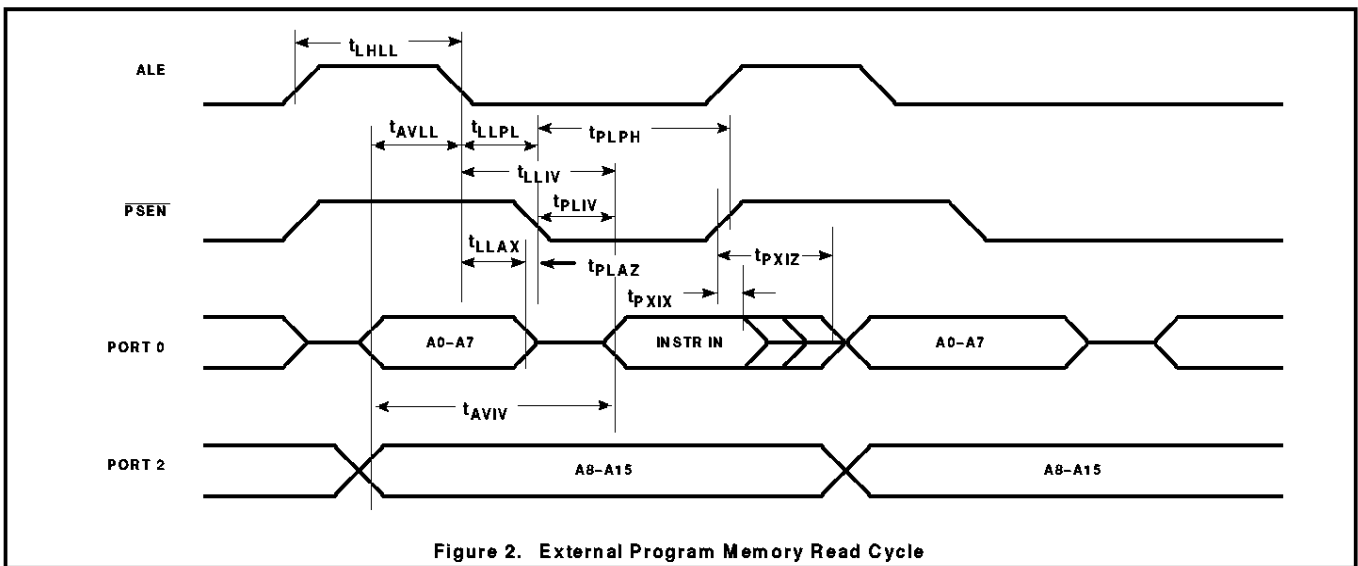 tLHLL
ALE
tAVLL tLLPL tPLPH
tLLIV
PSEN tPLIV
tLLAX
tPLAZ tPXIZ
tPXIX
PORT 0 A0–A7 INSTR IN A0–A7
tAVIV
PORT 2 A8–A15 A8–A15
Figure 2. External Program Memory Read Cycle